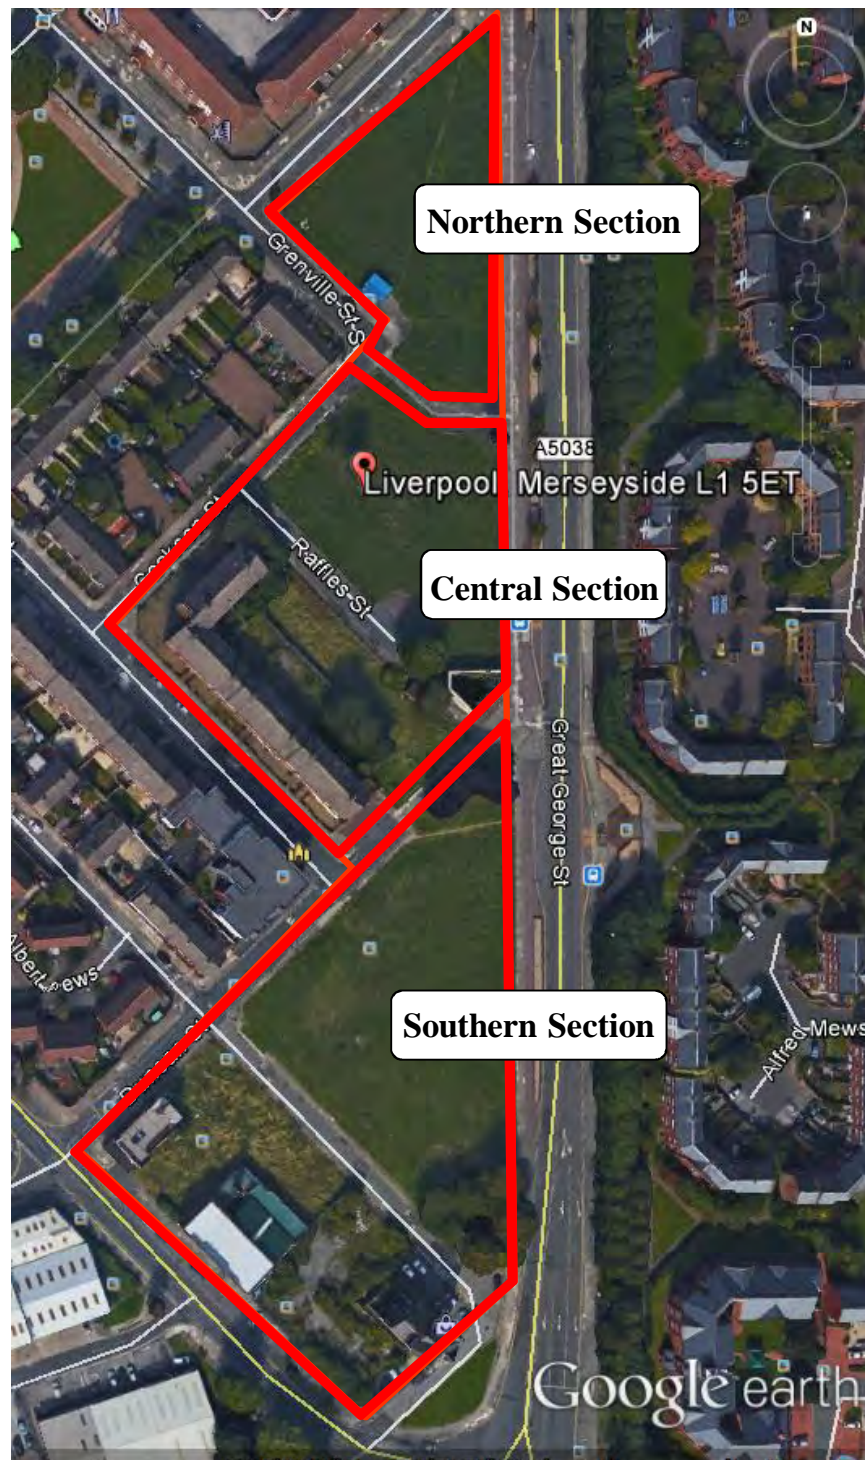 N
Northern Section
Grenville St S
A5038
Liverpool, Merseyside L1 5ET
Raffles St
Central Section
Great George St
Albert Mews
Southern Section
Alfred Mews
Google earth